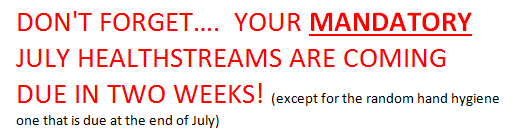 DON'T FORGET.... YOUR MANDATORY
JULY HEALTHSTREAMS ARE COMING
DUE IN TWO WEEKS! (except for the random hand hygiene
one that is due at the end of July)